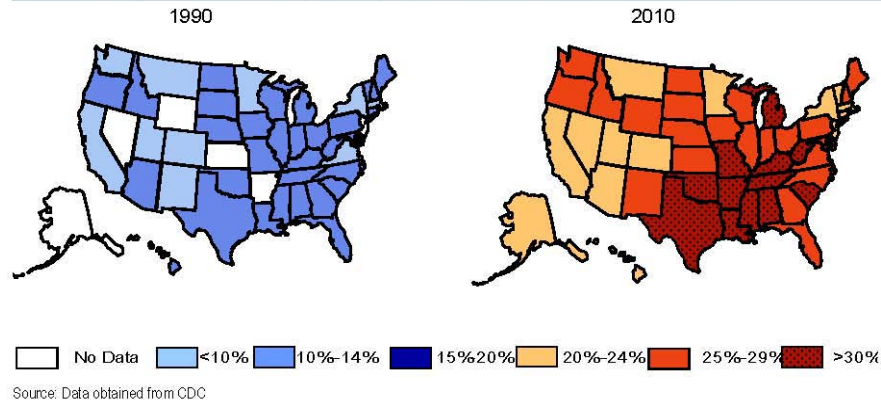 1990 2010
No Data <10% 10%-14% 15%20% 20%-24% 25%-29% >30%
Source: Data obtained from CDC